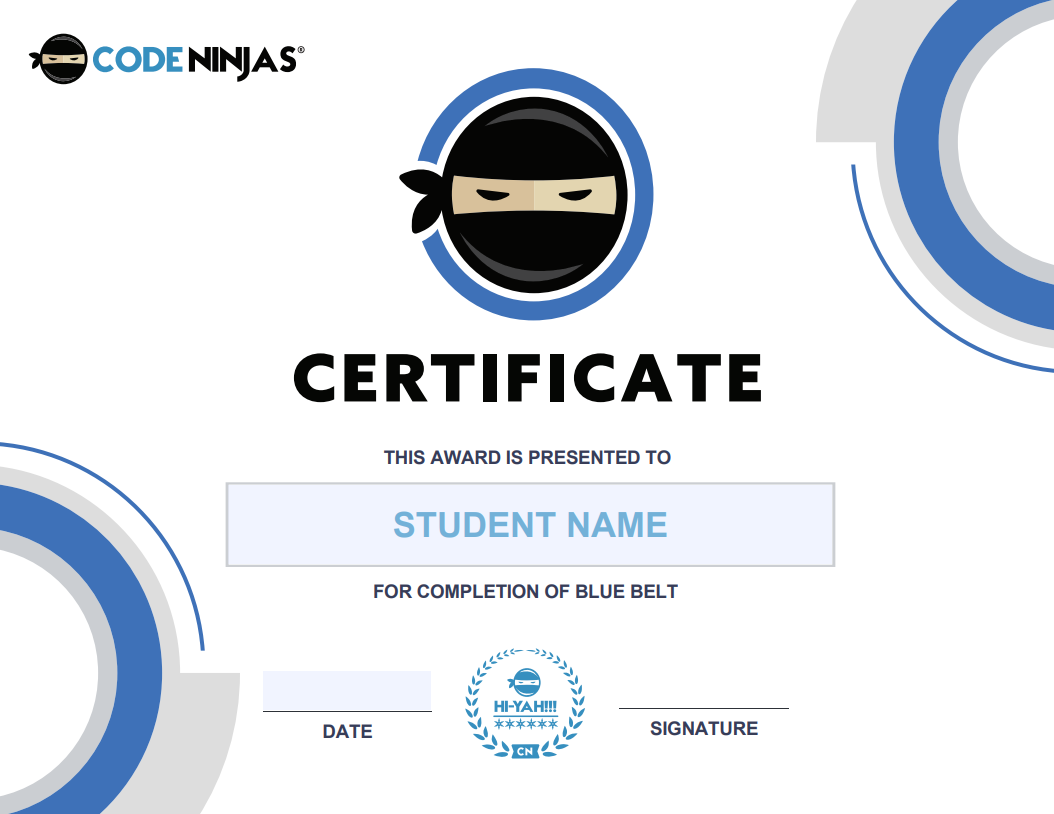 CODE NINJAS®
CERTIFICATE
THIS AWARD IS PRESENTED TO
STUDENT NAME
FOR COMPLETION OF BLUE BELT
HI-YAH!!!
CN
DATE
SIGNATURE